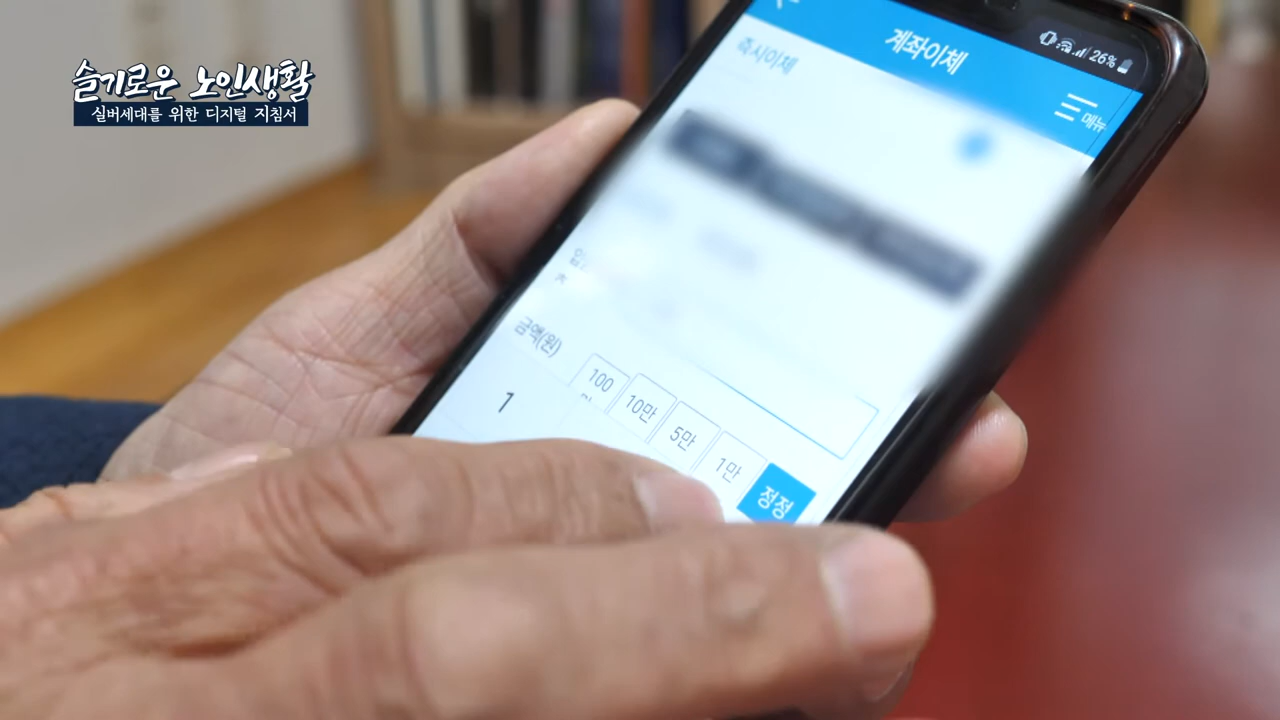 슬기로운 노인생활
실버세대를 위한 디지털 지침서
26%
계좌이체
메뉴
즉시이체
금액(원)
100
10만
5만
1만
정정
1